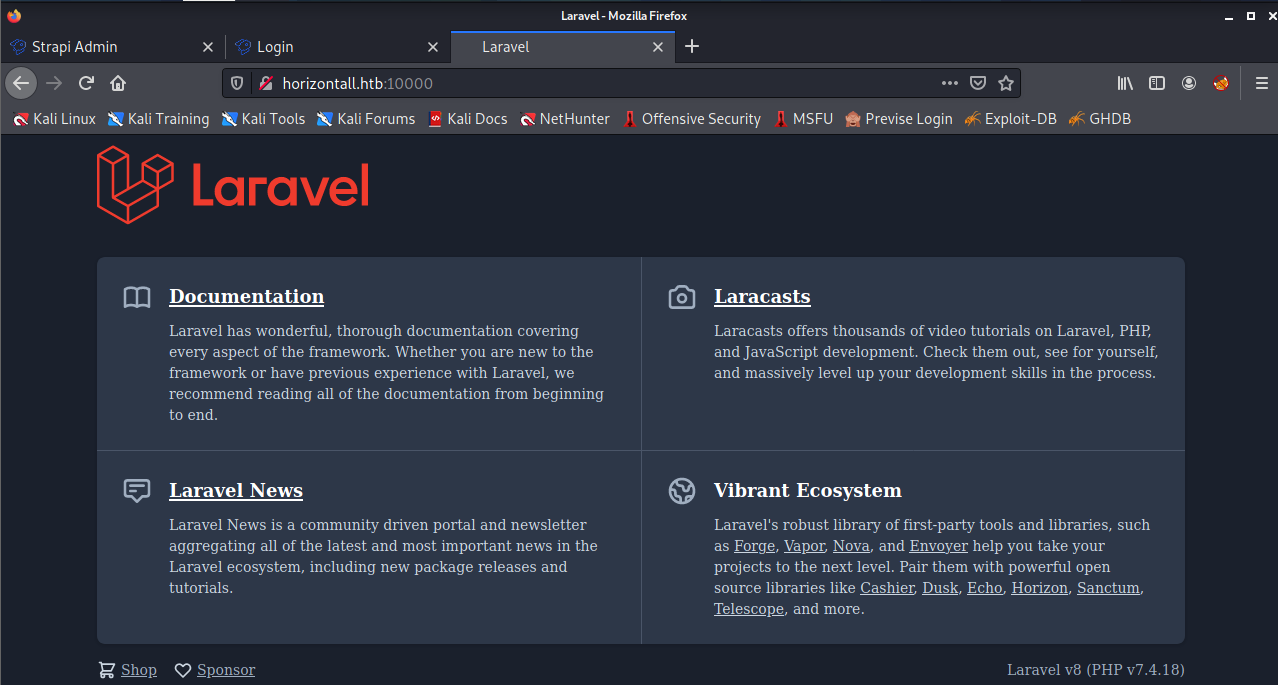 Laravel - Mozilla Firefox
Strapi Admin
Login
Laravel
horizontall.htb:10000
Kali Linux Kali Training Kali Tools Kali Forums Kali Docs NetHunter Offensive Security MSFU Previse Login Exploit-DB GHDB
Laravel
Documentation
Laravel has wonderful, thorough documentation covering
every aspect of the framework. Whether you are new to the
framework or have previous experience with Laravel, we
recommend reading all of the documentation from beginning
to end.
Laracasts
Laracasts offers thousands of video tutorials on Laravel, PHP,
and JavaScript development. Check them out, see for yourself,
and massively level up your development skills in the process.
Laravel News
Laravel News is a community driven portal and newsletter
aggregating all of the latest and most important news in the
Laravel ecosystem, including new package releases and
tutorials.
Vibrant Ecosystem
Laravel's robust library of first-party tools and libraries, such
as Forge, Vapor, Nova, and Envoyer help you take your
projects to the next level. Pair them with powerful open
source libraries like Cashier, Dusk, Echo, Horizon, Sanctum,
Telescope, and more.
Shop Sponsor
Laravel v8 (PHP v7.4.18)